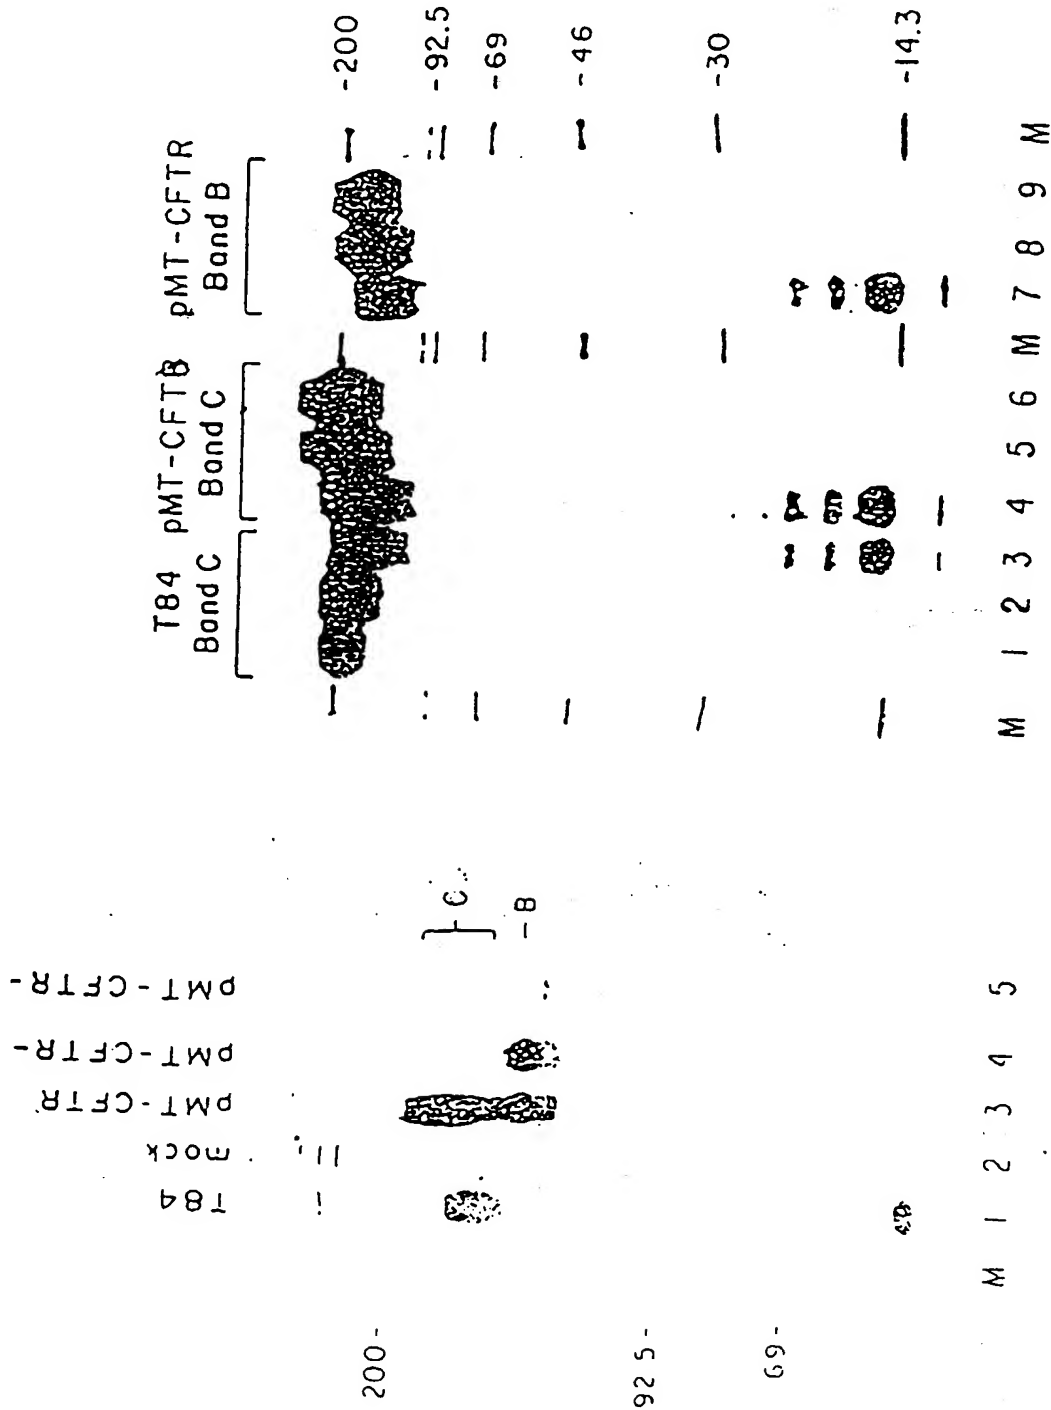 T84
mock
pMT-CFTR
pMT-CFTR-
pMT-CFTR-
200-
92 5-
69-
C
-B
M 1 2 3 4 5
T84
Band C
pMT-CFTR
Band C
pMT-CFTR
Band B
-200
-92.5
-69
-46
-30
-14.3
M 1 2 3 4 5 6 M 7 8 9 M